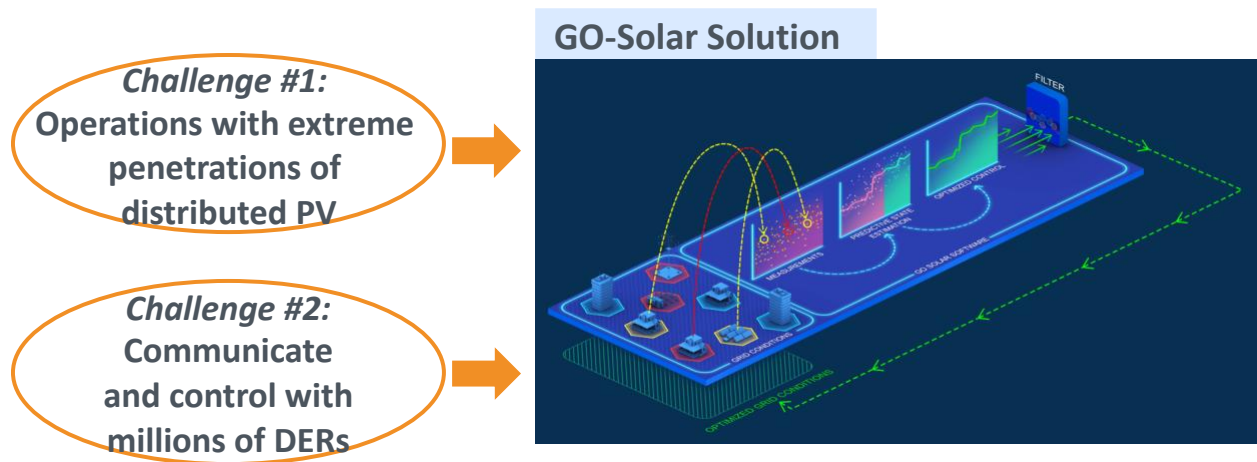 GO-Solar Solution
Challenge #1:
Operations with extreme
penetrations of
distributed PV
Challenge #2:
Communicate
and control with
millions of DERs
FILTER
OPTIMIZED CONTROL
PREDICTIVE STATE
ESTIMATION
MEASUREMENTS
GO SOLAR SOFTWARE
GRID CONDITIONS
OPTIMIZED GRID CONDITIONS